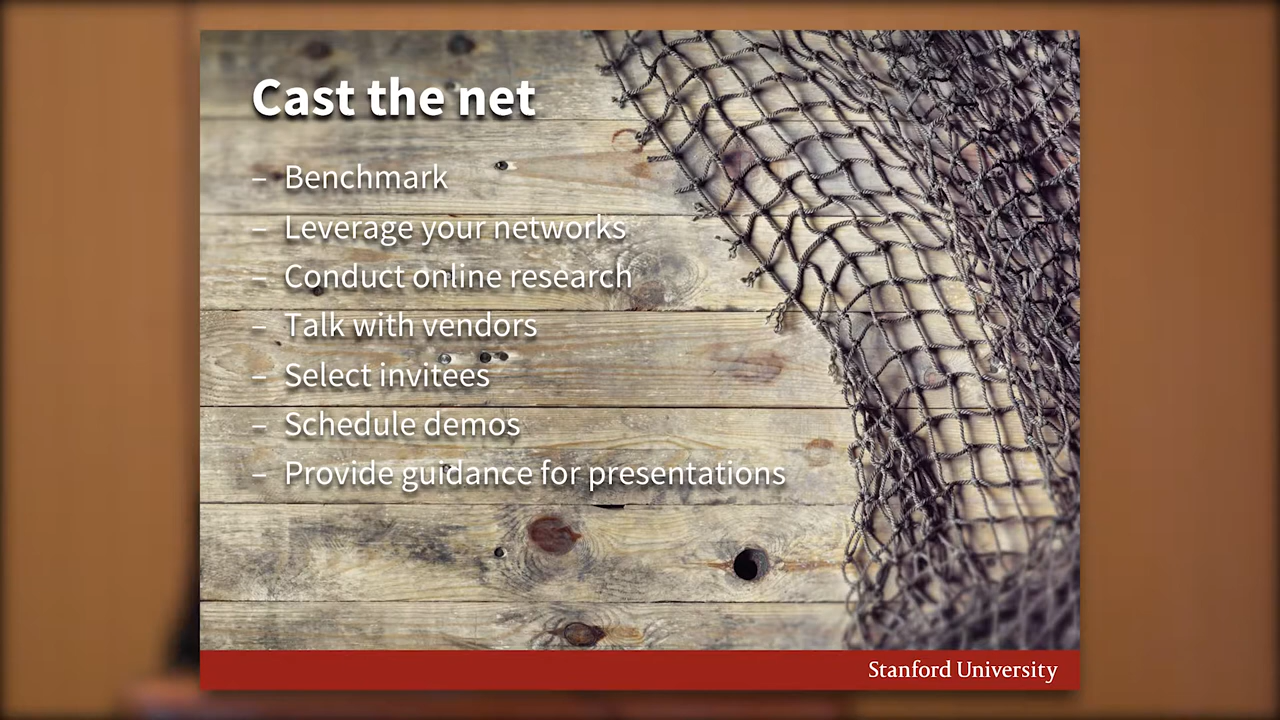 Cast the net
– Benchmark
– Leverage your networks
– Conduct online research
– Talk with vendors
– Select invitees
– Schedule demos
– Provide guidance for presentations
Stanford University